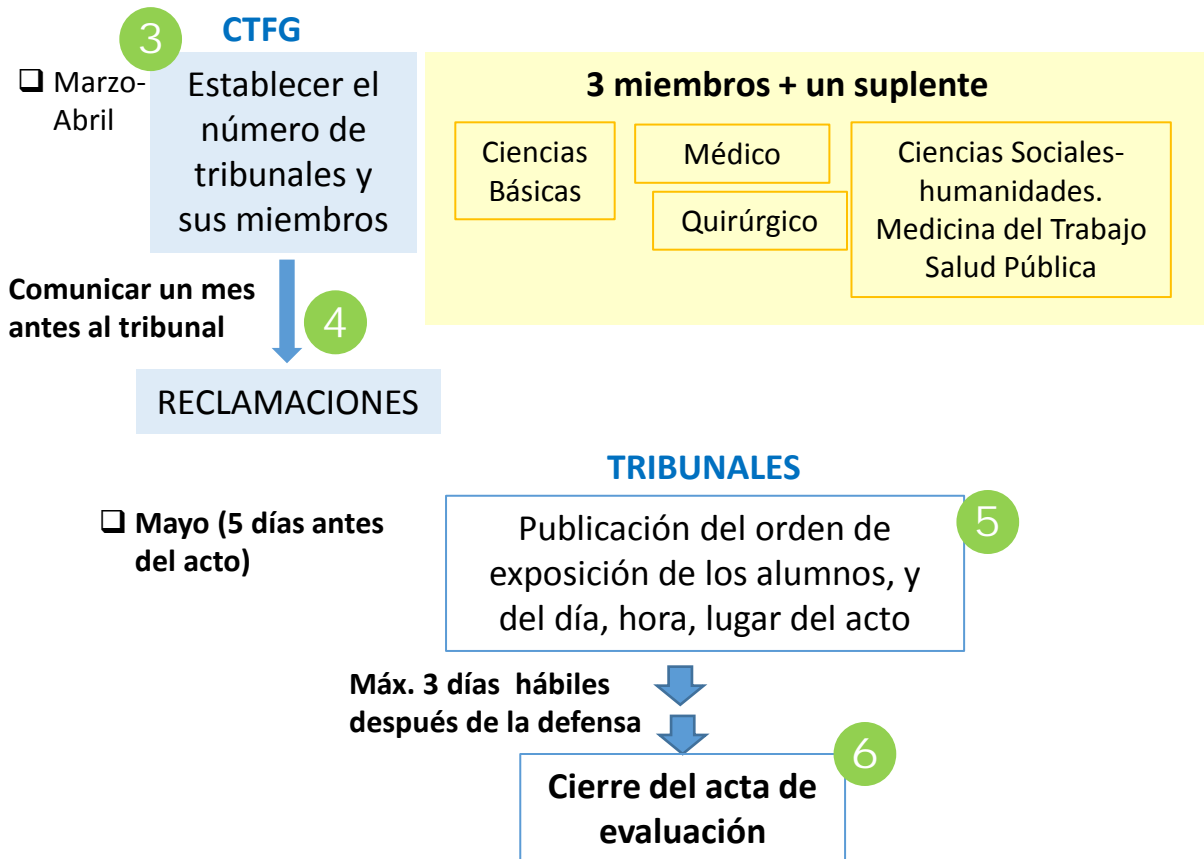 3
CTFG
❑ Marzo-
Abril
Establecer el
número de
tribunales y
sus miembros
3 miembros + un suplente
Ciencias
Básicas
Médico
Quirúrgico
Ciencias Sociales-
humanidades.
Medicina del Trabajo
Salud Pública
Comunicar un mes
antes al tribunal
4
RECLAMACIONES
TRIBUNALES
❑ Mayo (5 días antes
del acto)
5
Publicación del orden de
exposición de los alumnos, y
del día, hora, lugar del acto
Máx. 3 días hábiles
después de la defensa
6
Cierre del acta de
evaluación